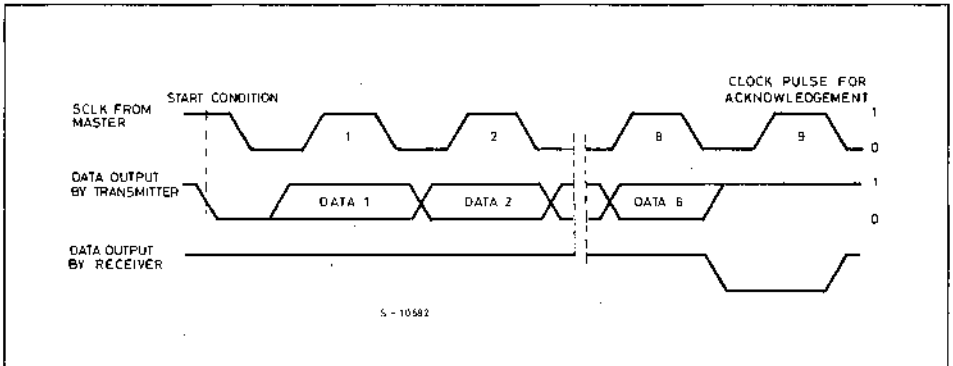 CLOCK PULSE FOR
ACKNOWLEDGEMENT
START CONDITION
SCLK FROM
MASTER
1
2
8
9
1
0
DATA OUTPUT
BY TRANSMITTER
DATA 1
DATA 2
DATA 8
1
0
DATA OUTPUT
BY RECEIVER
S - 10682